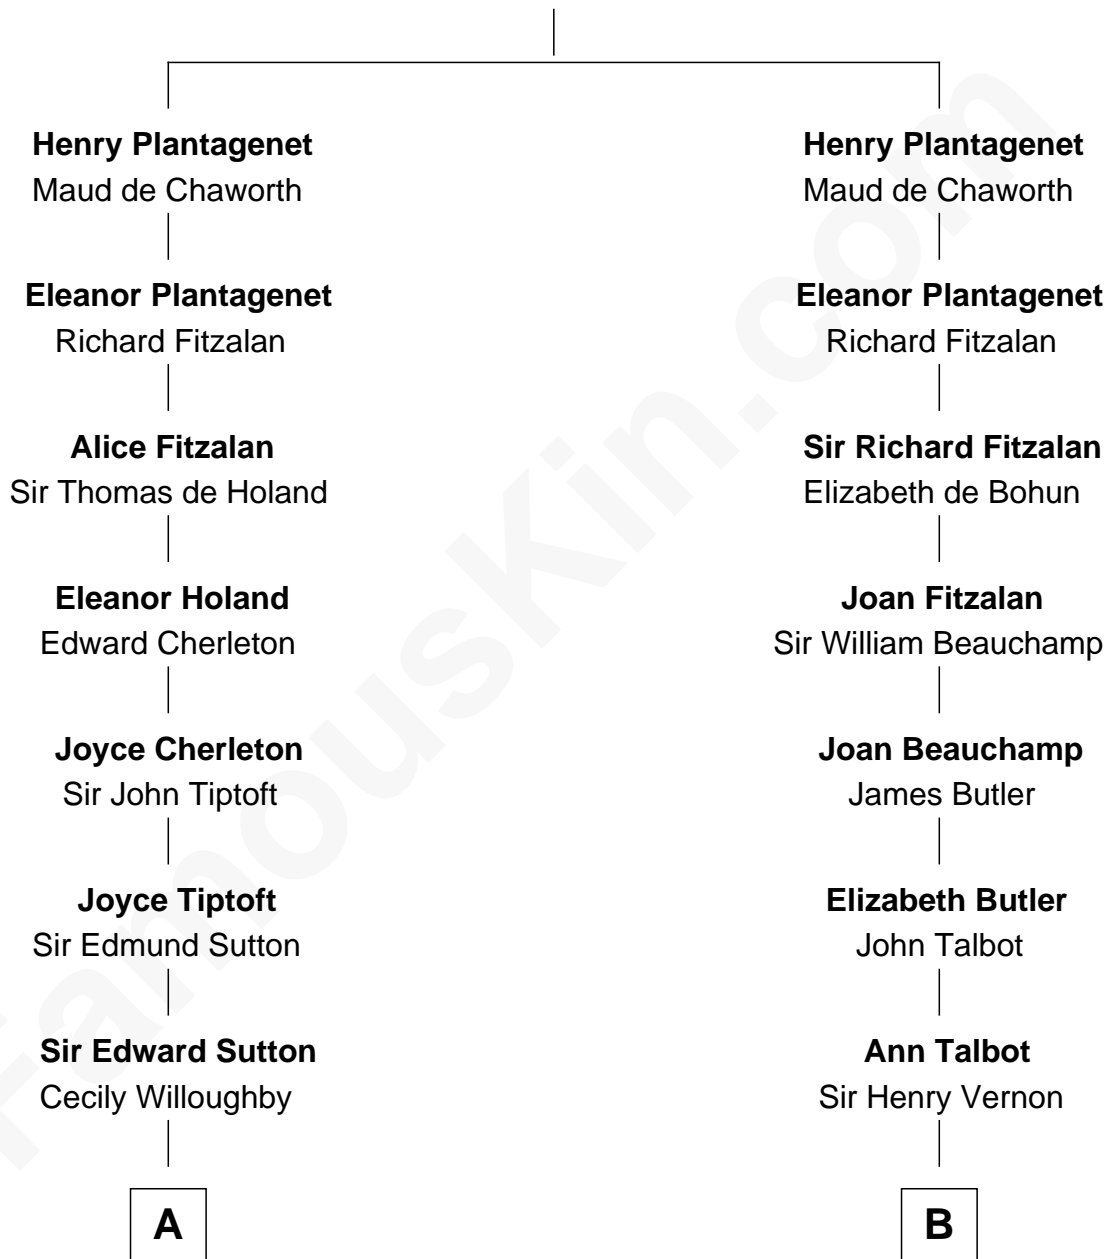 Henry Plantagenet
Maud de Chaworth
Eleanor Plantagenet
Richard Fitzalan
Alice Fitzalan
Sir Thomas de Holand
Eleanor Holand
Edward Cherleton
Joyce Cherleton
Sir John Tiptoft
Joyce Tiptoft
Sir Edmund Sutton
Sir Edward Sutton
Cecily Willoughby
A
Henry Plantagenet
Maud de Chaworth
Eleanor Plantagenet
Richard Fitzalan
Sir Richard Fitzalan
Elizabeth de Bohun
Joan Fitzalan
Sir William Beauchamp
Joan Beauchamp
James Butler
Elizabeth Butler
John Talbot
Ann Talbot
Sir Henry Vernon
B
FamousKin.com